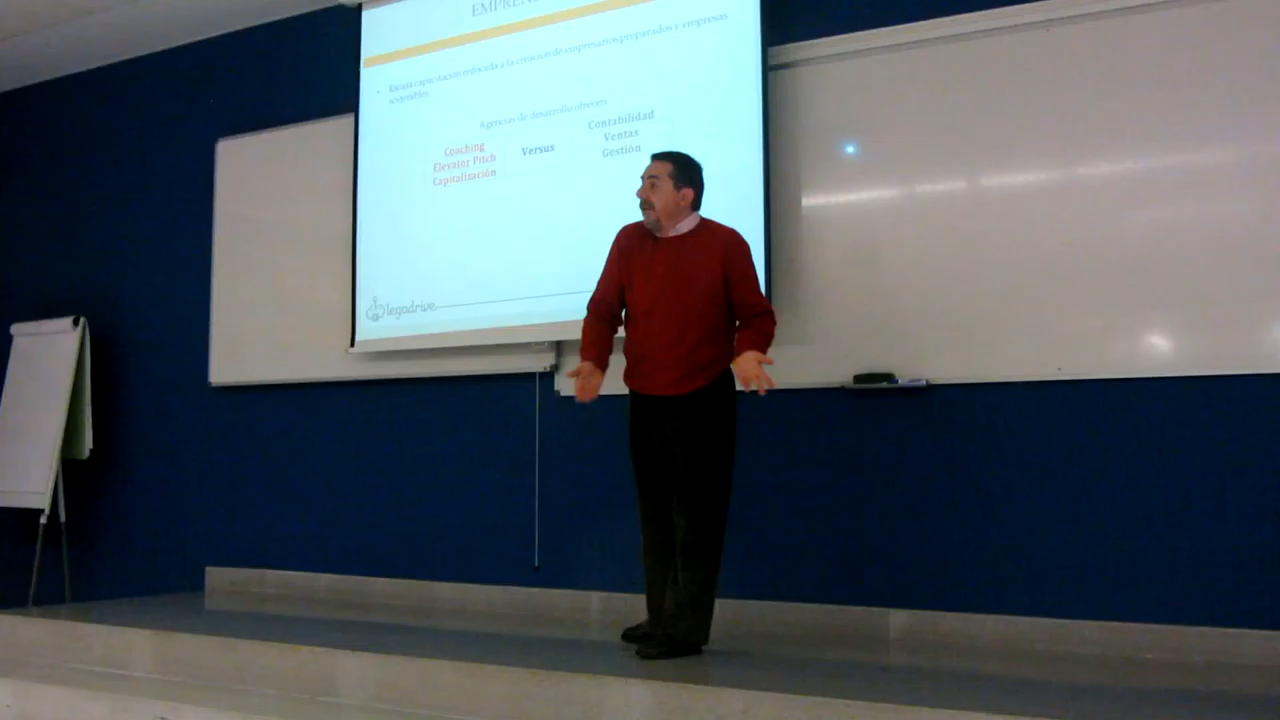 EMPREN
• Escasa capacitación enfocada a la creación de empresarios preparados y empresas
sostenibles.
Agencias de desarrollo ofrecen
Coaching
Elevator Pitch
Capitalización
Versus
Contabilidad
Ventas
Gestión
legadrive